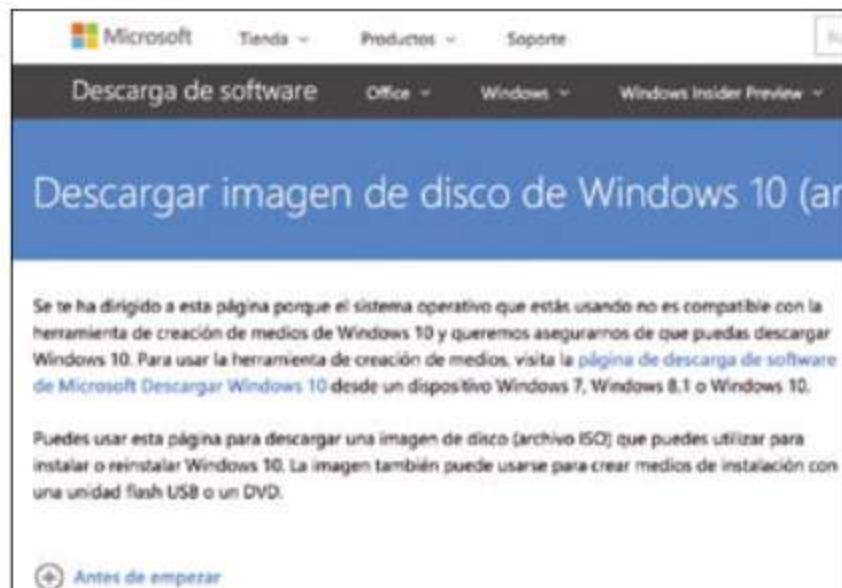 Microsoft Tienda Productos Soporte
Descarga de software Office Windows Windows Insider Preview
Descargar imagen de disco de Windows 10 (ar
Se te ha dirigido a esta página porque el sistema operativo que estás usando no es compatible con la
herramienta de creación de medios de Windows 10 y queremos asegurarnos de que puedas descargar
Windows 10. Para usar la herramienta de creación de medios, visita la página de descarga de software
de Microsoft Descargar Windows 10 desde un dispositivo Windows 7, Windows 8.1 o Windows 10.
Puedes usar esta página para descargar una imagen de disco (archivo ISO) que puedes utilizar para
instalar o reinstalar Windows 10. La imagen también puede usarse para crear medios de instalación con
una unidad flash USB o un DVD.
Antes de empezar